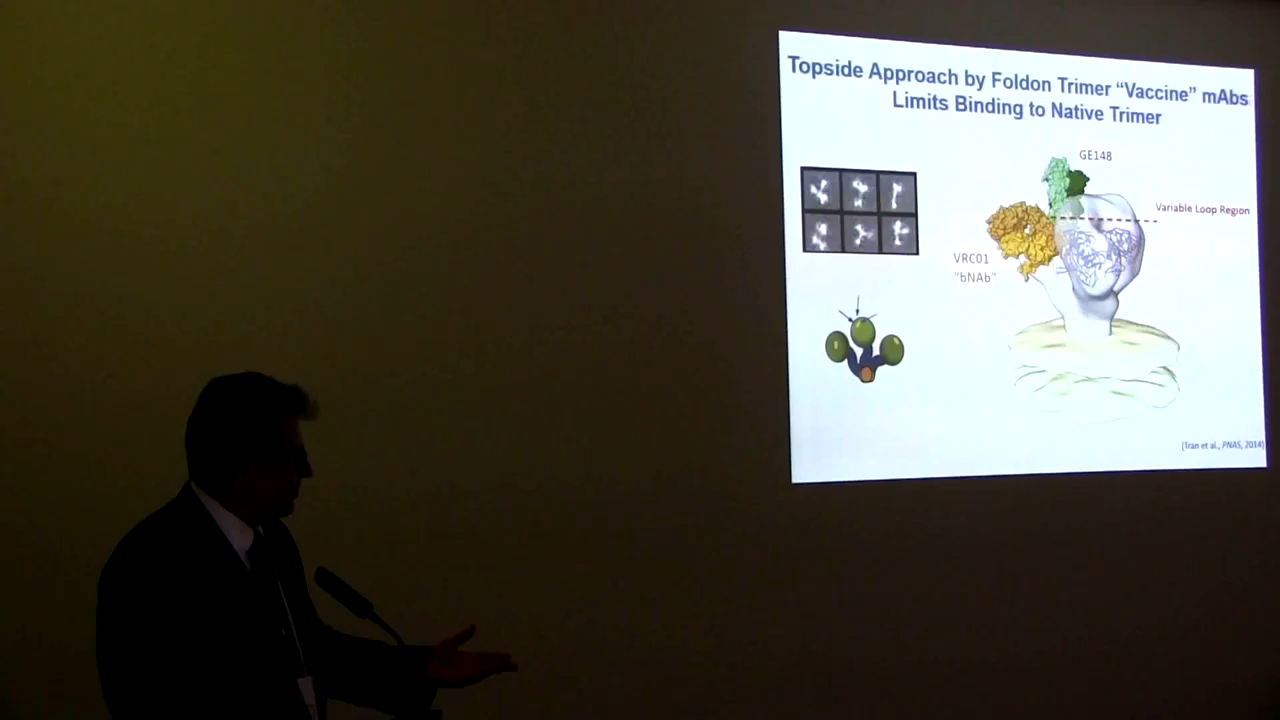 Topside Approach by Foldon Trimer “Vaccine” mAbs
Limits Binding to Native Trimer
GE148
Variable Loop Region
VRC01
“bNAb”
(Tran et al., PNAS, 2014)